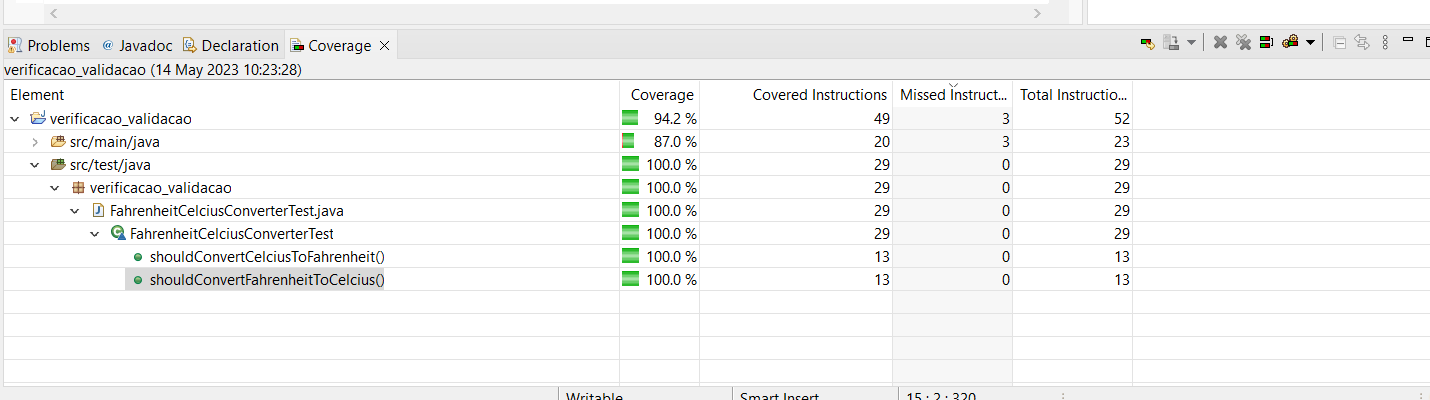 Problems @ Javadoc Declaration Coverage
verificacao_validacao (14 May 2023 10:23:28)
Element Coverage Covered Instructions Missed Instruct... Total Instructio...
verificacao_validacao 94.2 % 49 3 52
src/main/java 87.0 % 20 3 23
src/test/java 100.0 % 29 0 29
verificacao_validacao 100.0 % 29 0 29
FahrenheitCelciusConverterTest.java 100.0 % 29 0 29
FahrenheitCelciusConverterTest 100.0 % 29 0 29
shouldConvertCelciusToFahrenheit() 100.0 % 13 0 13
shouldConvertFahrenheitToCelcius() 100.0 % 13 0 13
Writable Smart Insert 15 : 2 : 320